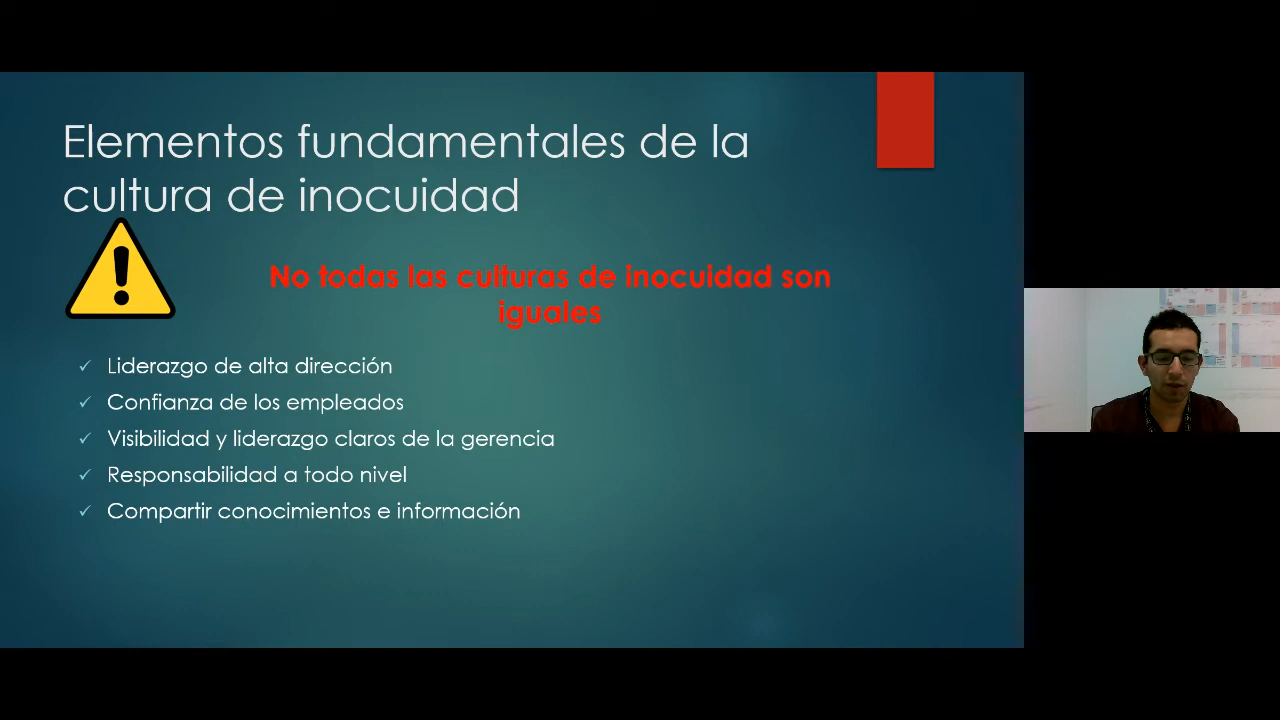 Elementos fundamentales de la
cultura de inocuidad
No todas las culturas de inocuidad son
iguales
Liderazgo de alta dirección
Confianza de los empleados
Visibilidad y liderazgo claros de la gerencia
Responsabilidad a todo nivel
Compartir conocimientos e información